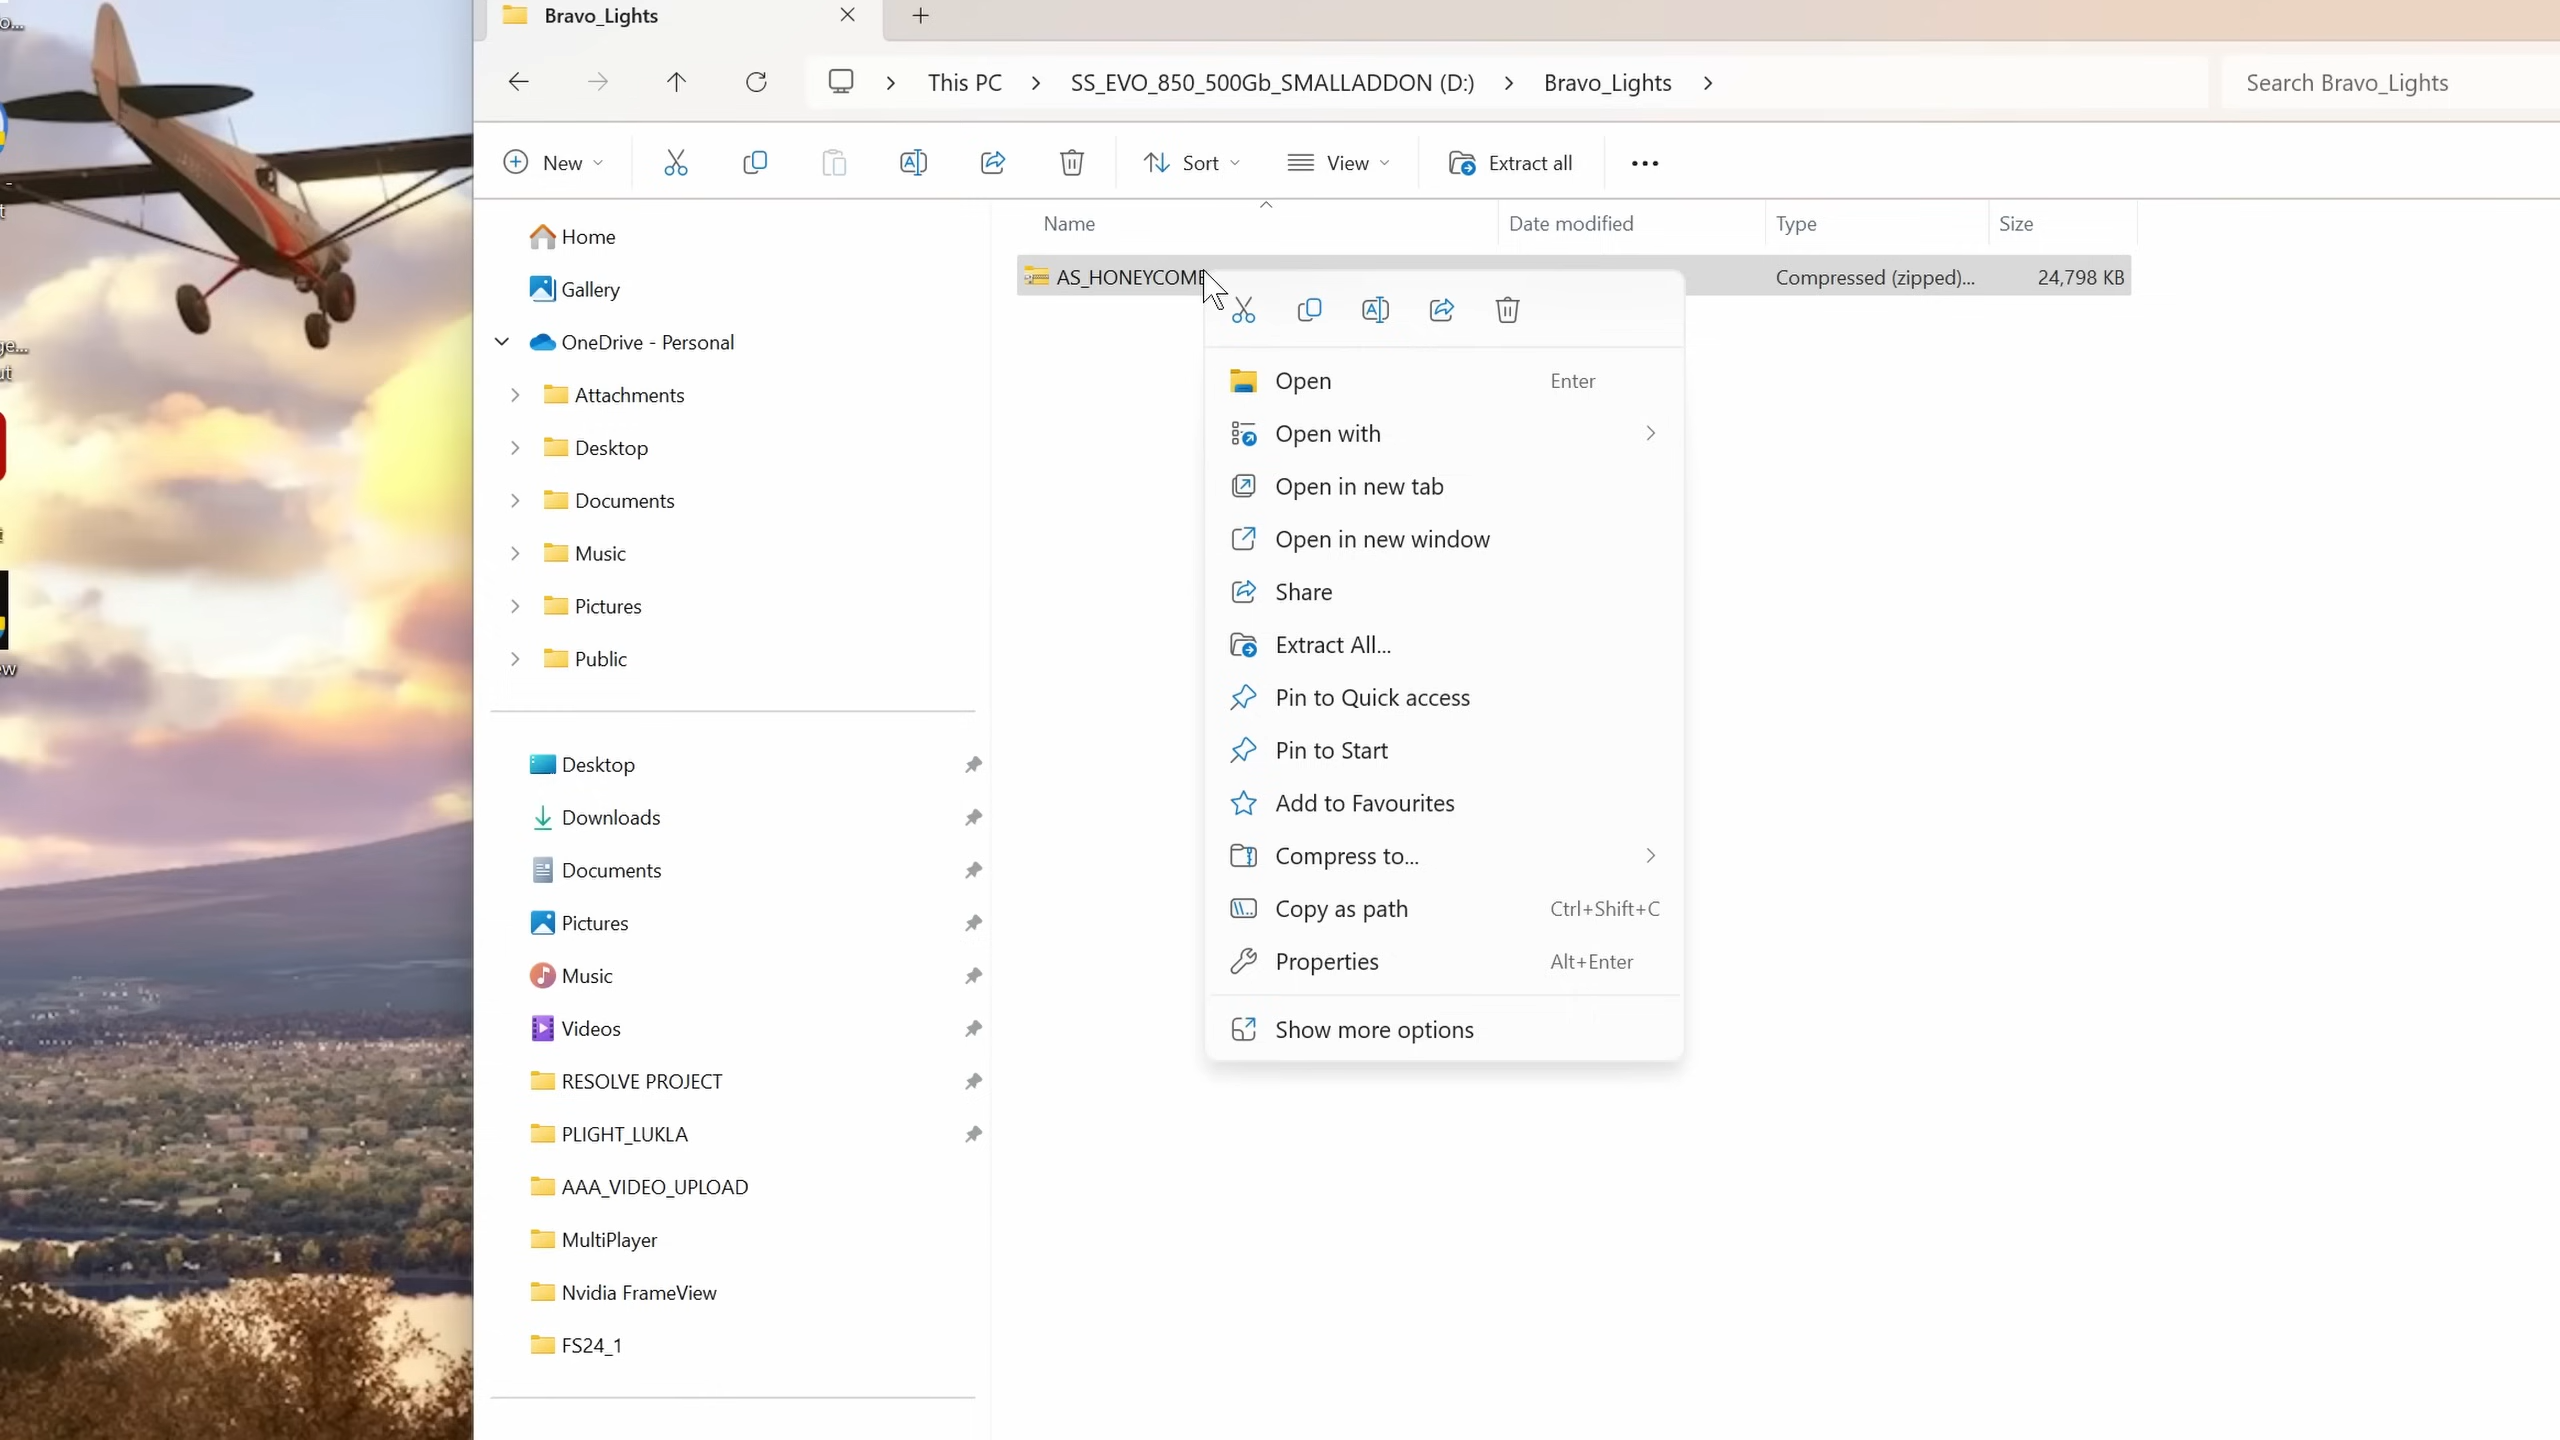 Bravo_Lights
This PC
SS_EVO_850_500Gb_SMALLADDON (D:)
Bravo_Lights
Search Bravo_Lights
New
Sort
View
Extract all
Name
Date modified
Type
Size
Home
Gallery
OneDrive - Personal
Attachments
Desktop
Documents
Music
Pictures
Public
Desktop
Downloads
Documents
Pictures
Music
Videos
RESOLVE PROJECT
PLIGHT_LUKLA
AAA_VIDEO_UPLOAD
MultiPlayer
Nvidia FrameView
FS24_1
AS_HONEYCOMB
Compressed (zipped)...
24,798 KB
Open
Enter
Open with
Open in new tab
Open in new window
Share
Extract All...
Pin to Quick access
Pin to Start
Add to Favourites
Compress to...
Copy as path
Ctrl+Shift+C
Properties
Alt+Enter
Show more options